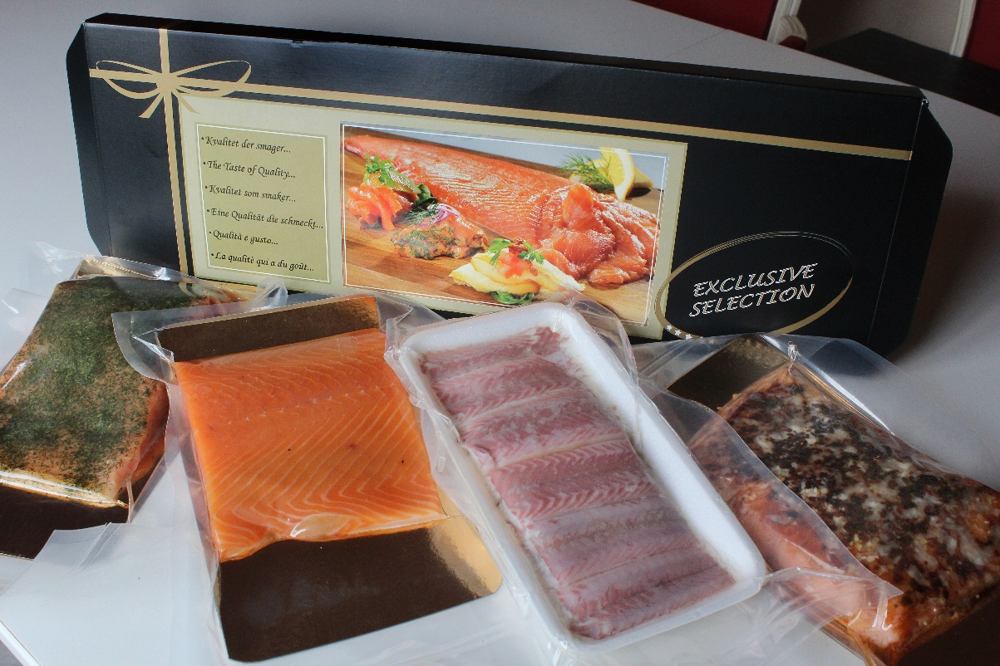 • Kvalitet der smager...
• The Taste of Quality...
• Kvalitet som smaker...
• Eine Qualität die schmeckt...
• Qualità e gusto...
• La qualitè qui a du goût...
EXCLUSIVE
SELECTION